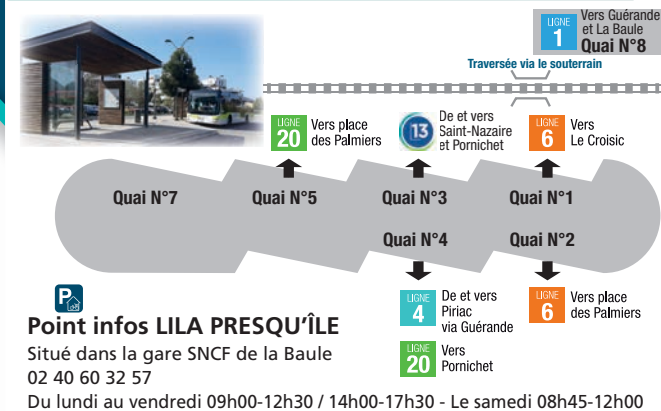 LIGNE
1
Vers Guérande
et La Baule
Quai N°8
Traversée via le souterrain
LIGNE
20
Vers place
des Palmiers
13
De et vers
Saint-Nazaire
et Pornichet
LIGNE
6
Vers
Le Croisic
Quai N°7
Quai N°5
Quai N°3
Quai N°1
Quai N°4
Quai N°2
LIGNE
4
De et vers
Piriac
via Guérande
LIGNE
20
Vers
Pornichet
LIGNE
6
Vers place
des Palmiers
P
Point infos LILA PRESQU'ÎLE
Situé dans la gare SNCF de la Baule
02 40 60 32 57
Du lundi au vendredi 09h00-12h30 / 14h00-17h30 - Le samedi 08h45-12h00